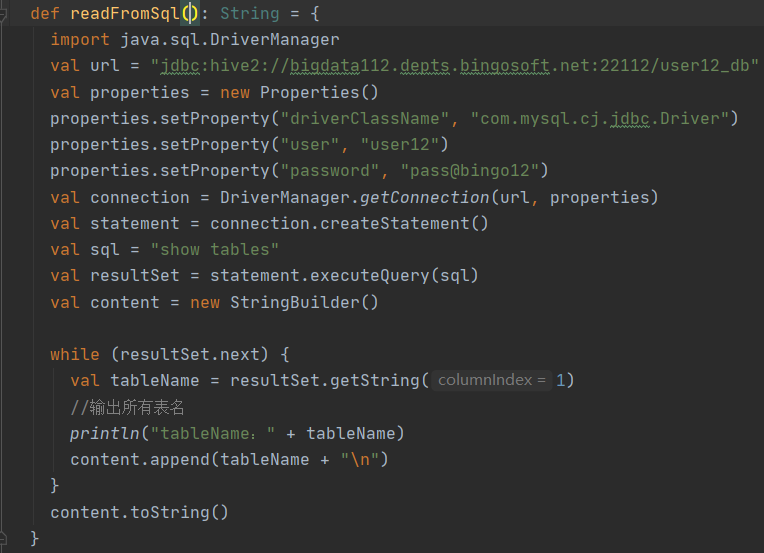 def readFromSql(): String = {
import java.sql.DriverManager
val url = "jdbc:hive2://bigdata112.depts.bingosoft.net:22112/user12_db"
val properties = new Properties()
properties.setProperty("driverClassName", "com.mysql.cj.jdbc.Driver")
properties.setProperty("user", "user12")
properties.setProperty("password", "pass@bingo12")
val connection = DriverManager.getConnection(url, properties)
val statement = connection.createStatement()
val sql = "show tables"
val resultSet = statement.executeQuery(sql)
val content = new StringBuilder()
while (resultSet.next) {
val tableName = resultSet.getString( columnIndex = 1)
//输出所有表名
println("tableName：" + tableName)
content.append(tableName + "\n")
}
content.toString()
}